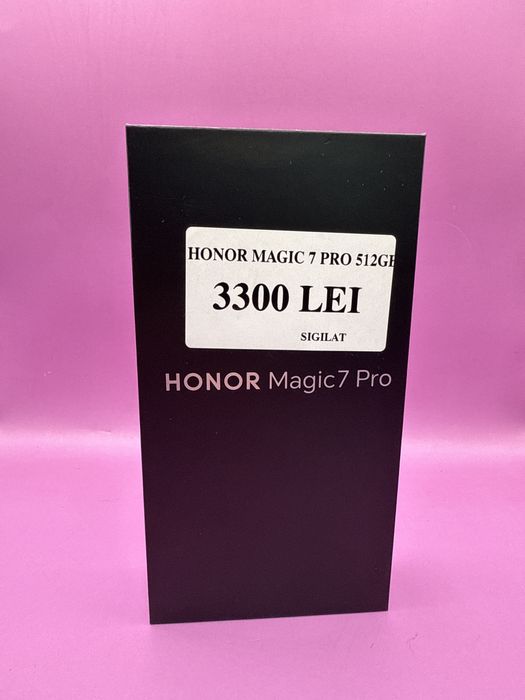 HONOR MAGIC 7 PRO 512GB
3300 LEI
SIGILAT
HONOR Magic7 Pro